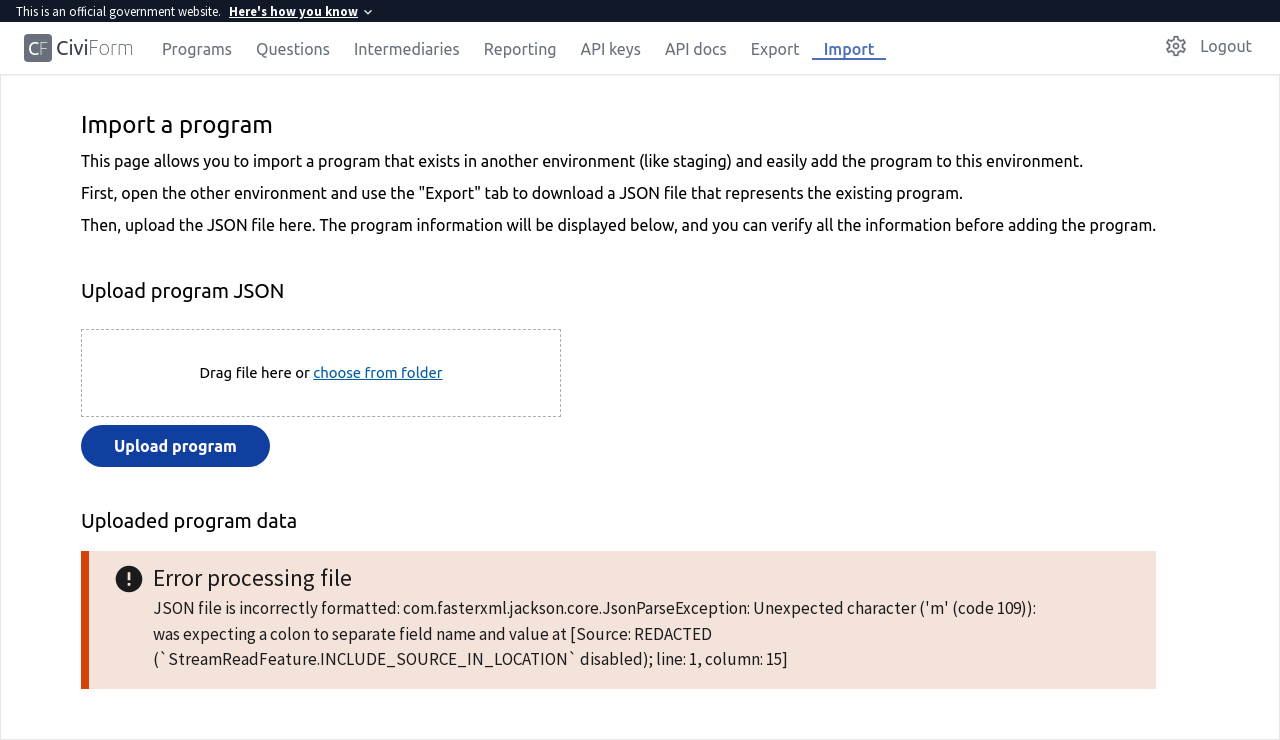 This is an official government website. Here's how you know
CF CiviForm Programs Questions Intermediaries Reporting API keys API docs Export Import Logout
Import a program
This page allows you to import a program that exists in another environment (like staging) and easily add the program to this environment.
First, open the other environment and use the "Export" tab to download a JSON file that represents the existing program.
Then, upload the JSON file here. The program information will be displayed below, and you can verify all the information before adding the program.
Upload program JSON
Drag file here or choose from folder
Upload program
Uploaded program data
Error processing file
JSON file is incorrectly formatted: com.fasterxml.jackson.core.JsonParseException: Unexpected character ('m' (code 109)):
was expecting a colon to separate field name and value at [Source: REDACTED
(`StreamReadFeature.INCLUDE_SOURCE_IN_LOCATION` disabled); line: 1, column: 15]